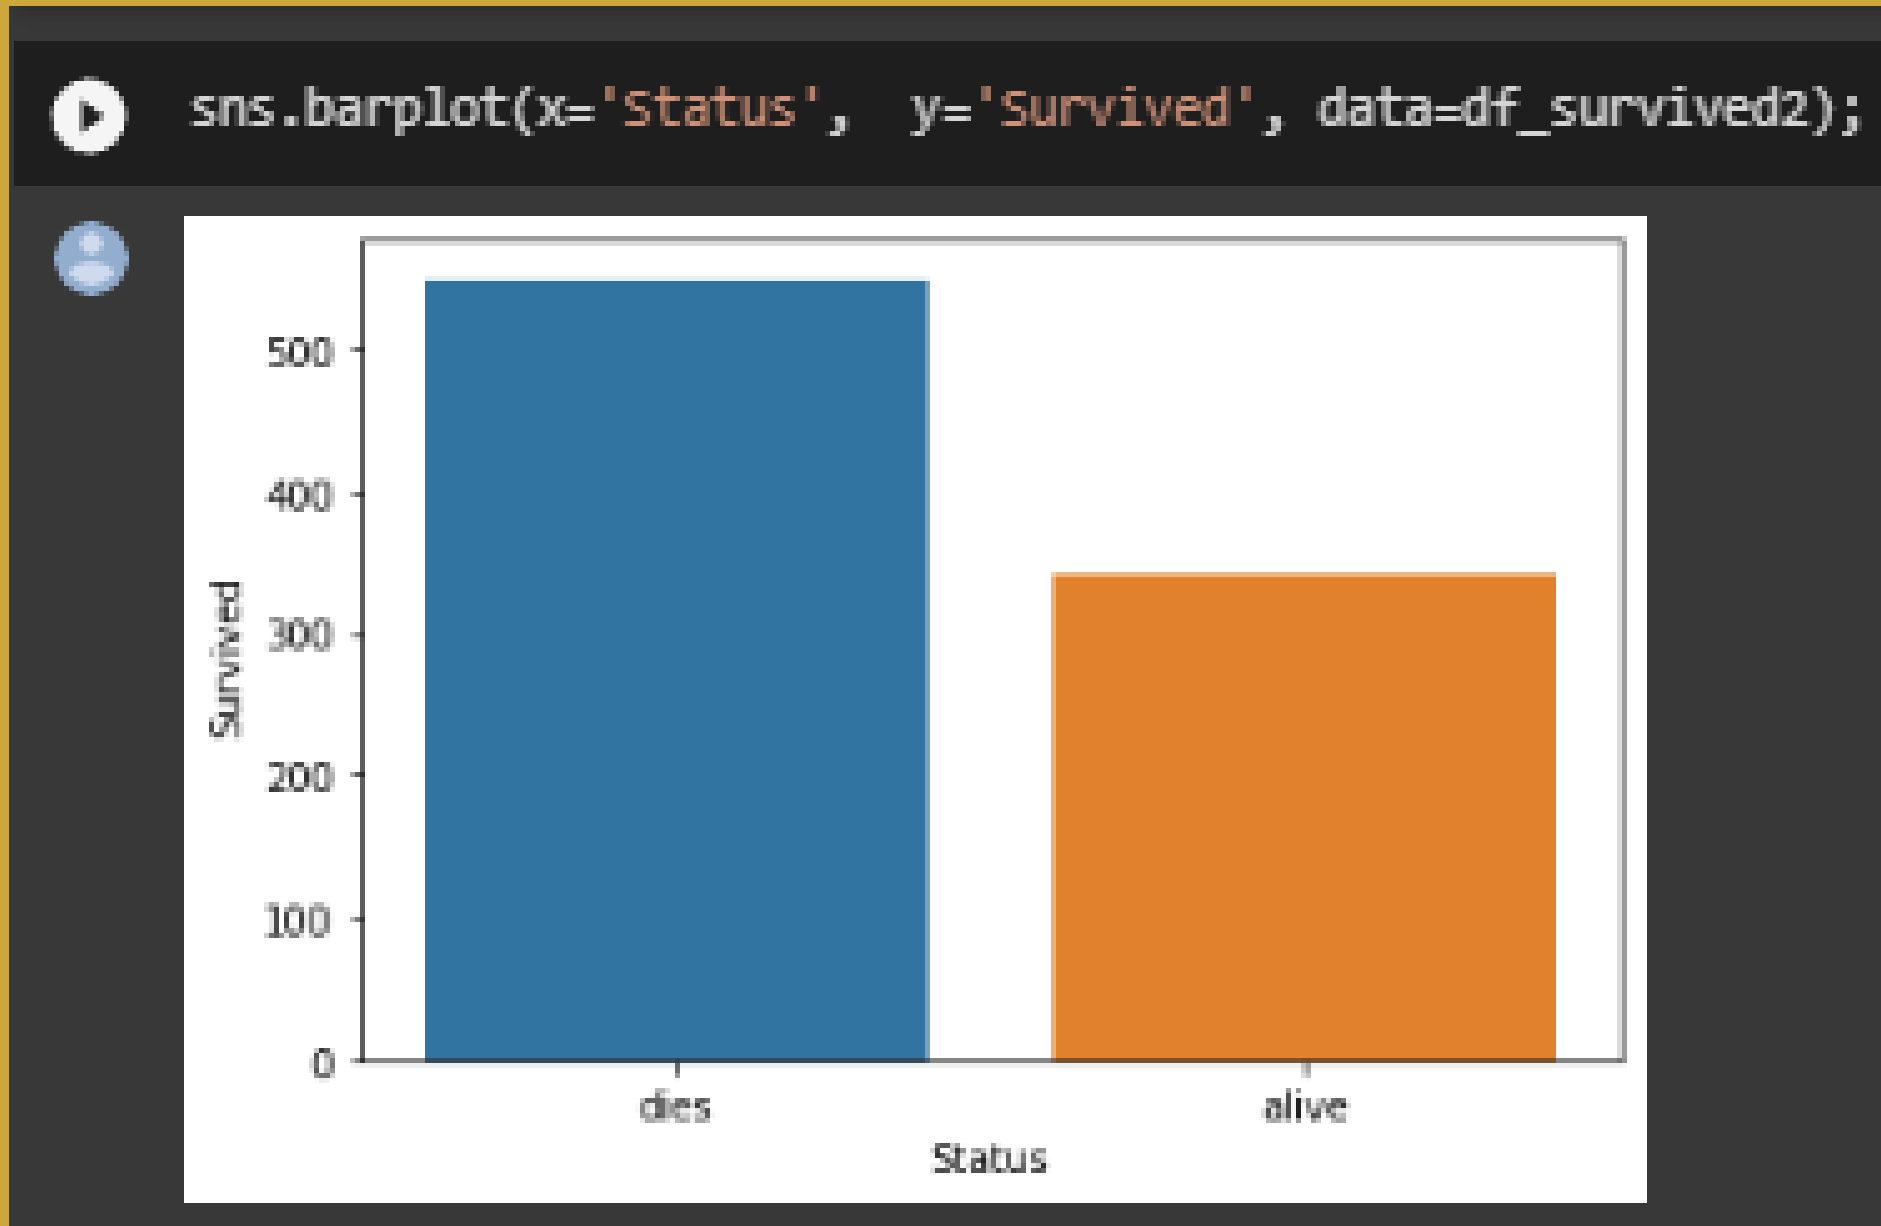 sns.barplot(x='Status',  y='Survived', data=df_survived2);
500
400
300
200
100
0
Survived
dies
alive
Status